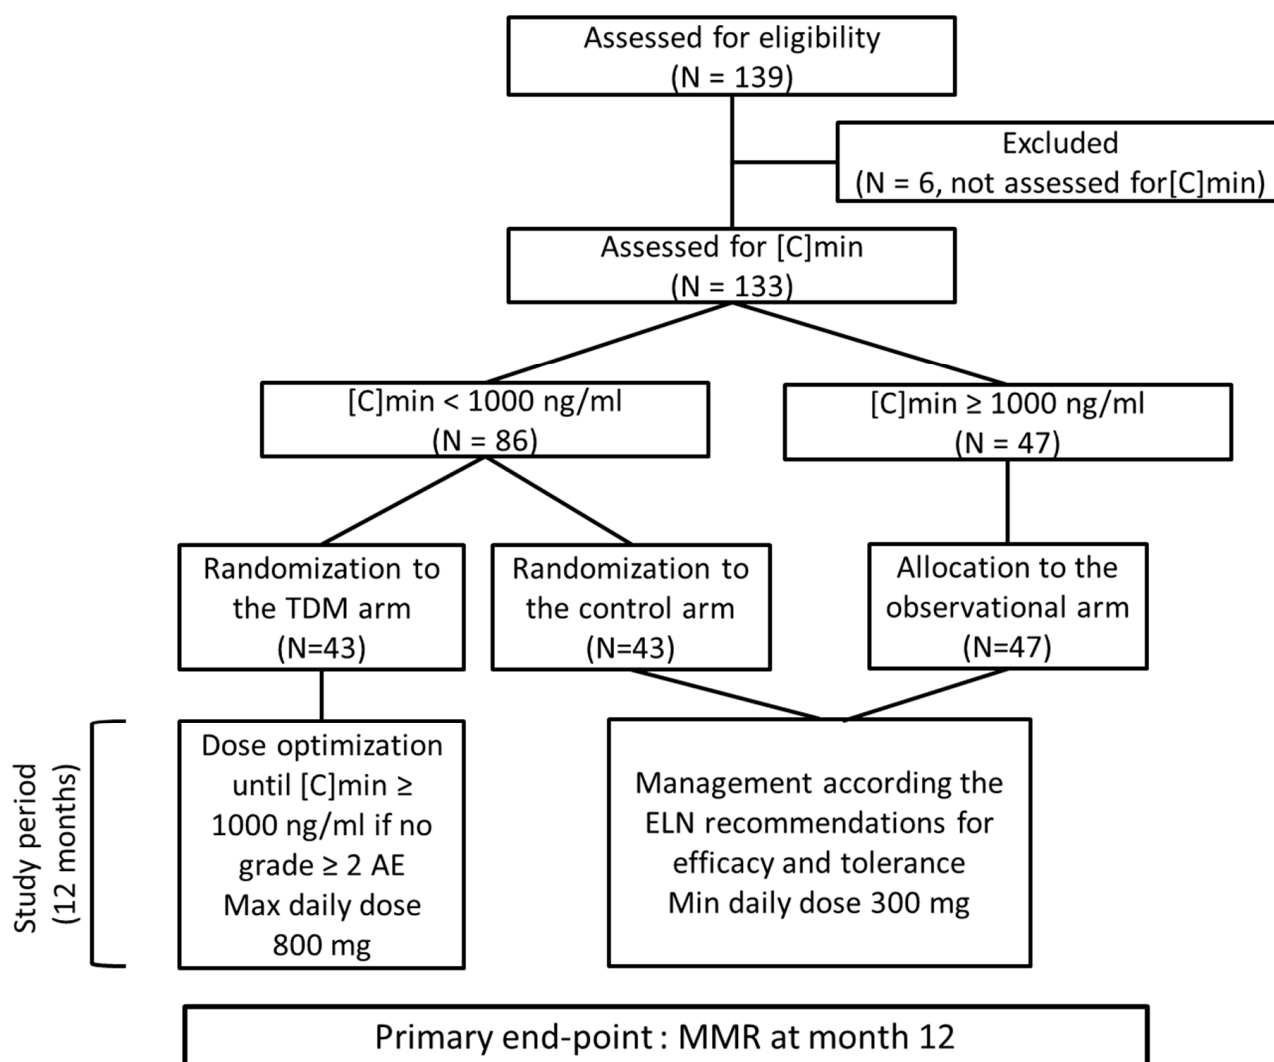 Assessed for eligibility
(N = 139)
Excluded
(N = 6, not assessed for[C]min)
Assessed for [C]min
(N = 133)
[C]min < 1000 ng/ml
(N = 86)
[C]min ≥ 1000 ng/ml
(N = 47)
Randomization to
the TDM arm
(N=43)
Randomization to
the control arm
(N=43)
Allocation to the
observational arm
(N=47)
Study period
(12 months)
Dose optimization
until [C]min ≥
1000 ng/ml if no
grade ≥ 2 AE
Max daily dose
800 mg
Management according the
ELN recommendations for
efficacy and tolerance
Min daily dose 300 mg
Primary end-point : MMR at month 12